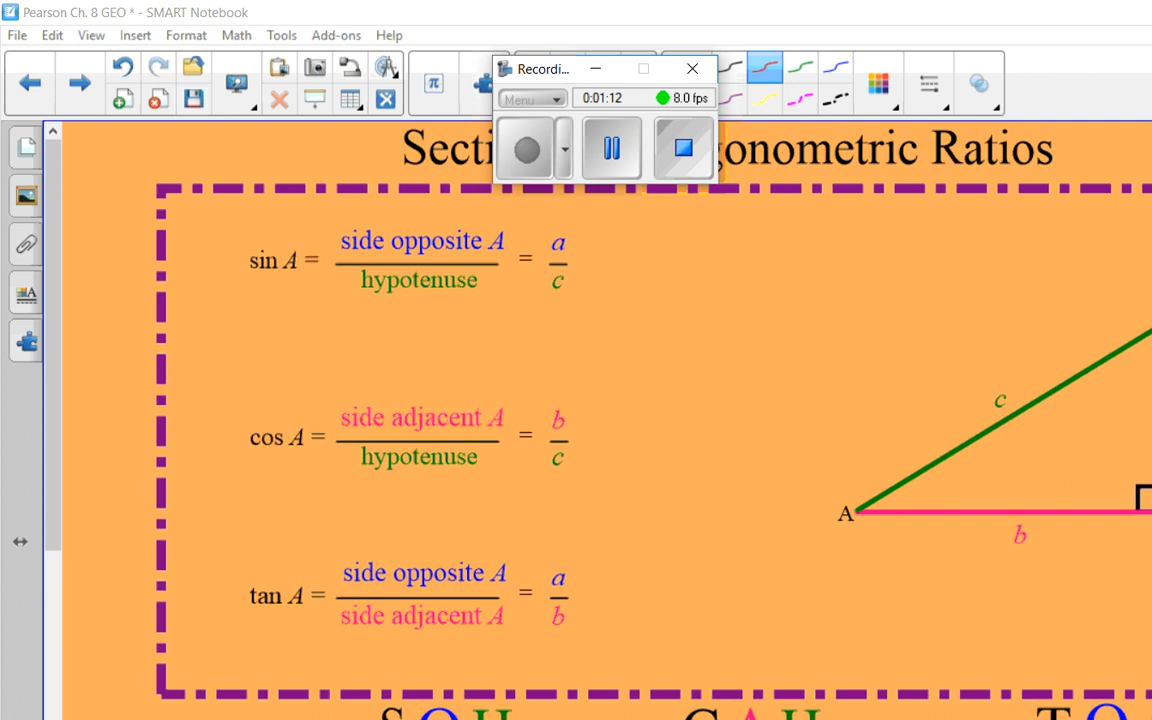 Pearson Ch. 8 GEO * - SMART Notebook
File Edit View Insert Format Math Tools Add-ons Help
Recordi...
Menu 0:01:12 8.0 fps
π
Secti onometric Ratios
sin A = side opposite A / hypotenuse = a / c
cos A = side adjacent A / hypotenuse = b / c
tan A = side opposite A / side adjacent A = a / b
c
A
b
S O H C A H T O